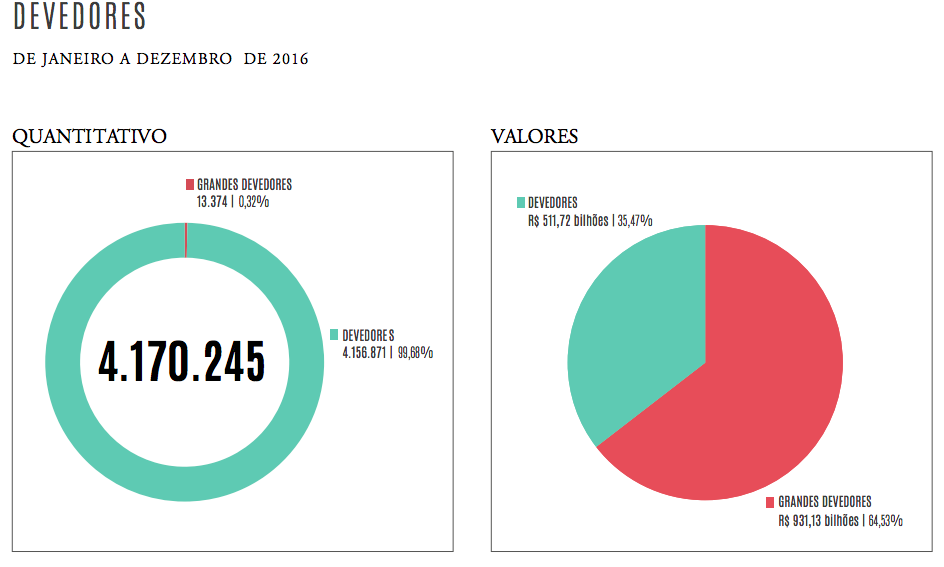 DEVEDORES
DE JANEIRO A DEZEMBRO DE 2016
QUANTITATIVO
GRANDES DEVEDORES
13.374 | 0,32%
DEVEDORES
4.156.871 | 99,68%
4.170.245
VALORES
DEVEDORES
R$ 511,72 bilhões | 35,47%
GRANDES DEVEDORES
R$ 931,13 bilhões | 64,53%